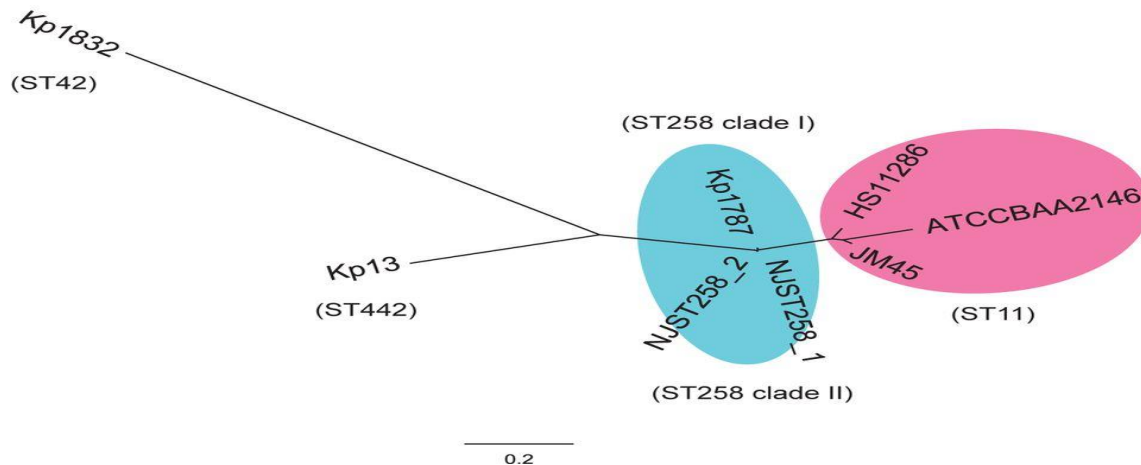 Kp1832
(ST42)
(ST258 clade I)
Kp1787
HS11286
ATCCBAA2146
JM45
(ST11)
Kp13
(ST442)
NJST258_2
NJST258_1
(ST258 clade II)
0.2